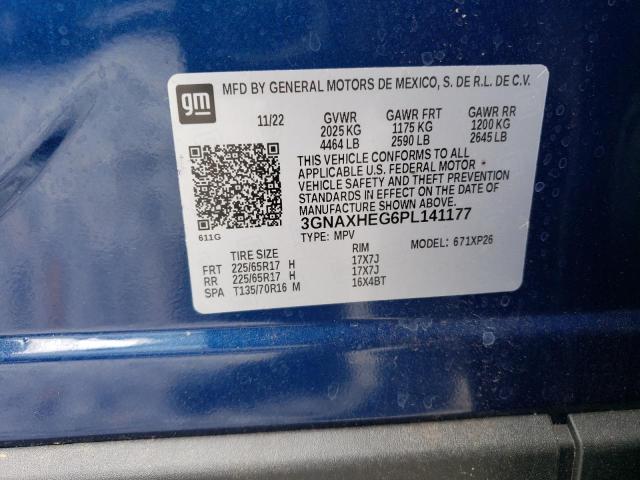 gm
MFD BY GENERAL MOTORS DE MEXICO, S. DE R.L. DE C.V.
11/22 GVWR GAWR FRT GAWR RR
2025 KG 1175 KG 1200 KG
4464 LB 2590 LB 2645 LB
THIS VEHICLE CONFORMS TO ALL
APPLICABLE U.S. FEDERAL MOTOR
VEHICLE SAFETY AND THEFT PREVENTION
STANDARDS IN EFFECT ON THE DATE OF
MANUFACTURE SHOWN ABOVE.
3GNAXHEG6PL141177
611G
TYPE: MPV MODEL: 671XP26
TIRE SIZE RIM
FRT 225/65R17 H 17X7J
RR 225/65R17 H 17X7J
SPA T135/70R16 M 16X4BT